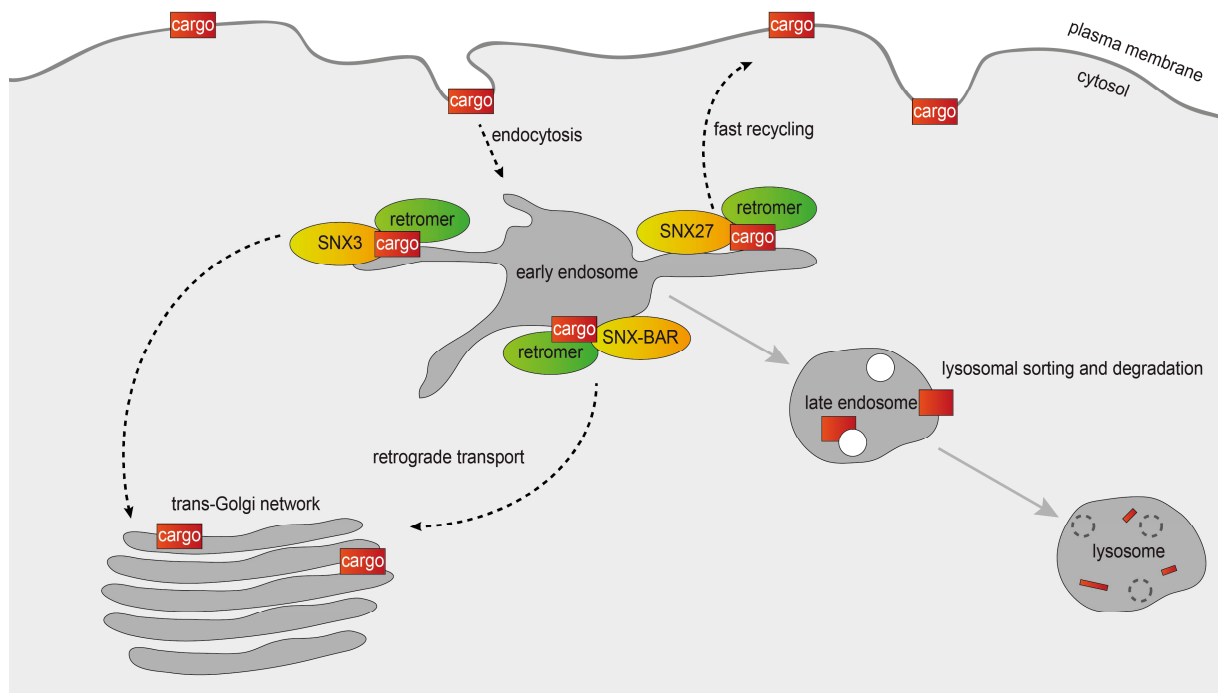 cargo
cargo
plasma membrane
cytosol
cargo
cargo
endocytosis
fast recycling
retromer
SNX3
cargo
retromer
SNX27
cargo
early endosome
cargo
SNX-BAR
retromer
lysosomal sorting and degradation
late endosome
retrograde transport
trans-Golgi network
cargo
cargo
lysosome